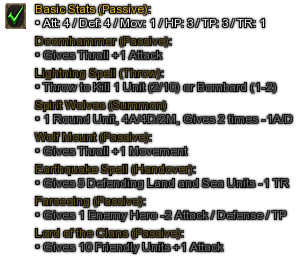 Basic Stats (Passive):
• Att: 4 / Def: 4 / Mov: 1 / HP: 3 / TP: 3 / TR: 1
Doomhammer (Passive):
• Gives Thrall +1 Attack
Lightning Spell (Throw):
• Throw to Kill 1 Unit (2/10) or Bombard (1-2)
Spirit Wolves (Summon)
• 1 Round Unit, 4A/4D/2M, Gives 2 times -1A/D
Wolf Mount (Passive):
• Gives Thrall +1 Movement
Earthquake Spell (Handover):
• Gives 5 Defending Land and Sea Units -1 TR
Farseeing (Passive):
• Gives 1 Enemy Hero -2 Attack / Defense / TP
Lord of the Clans (Passive):
• Gives 10 Friendly Units +1 Attack